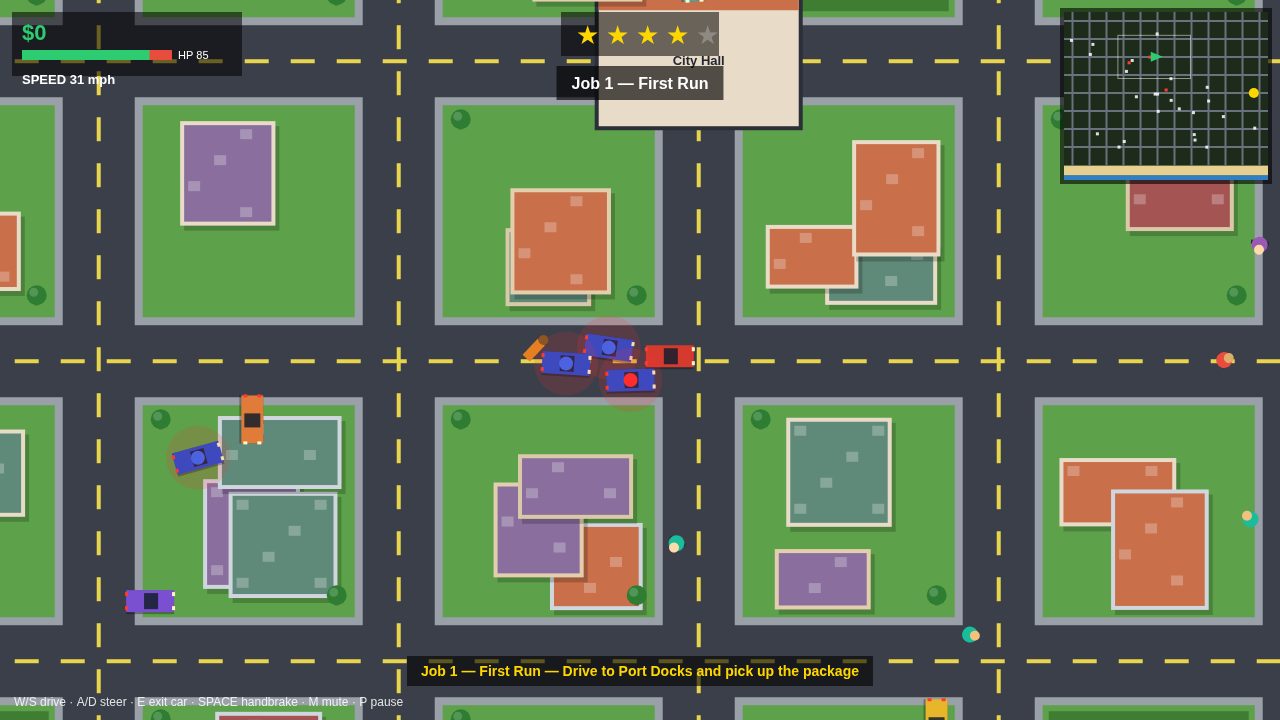 $0
HP 85
SPEED 31 mph
★★★★★
City Hall
Job 1 — First Run
Job 1 — First Run — Drive to Port Docks and pick up the package
W/S drive · A/D steer · E exit car · SPACE handbrake · M mute · P pause